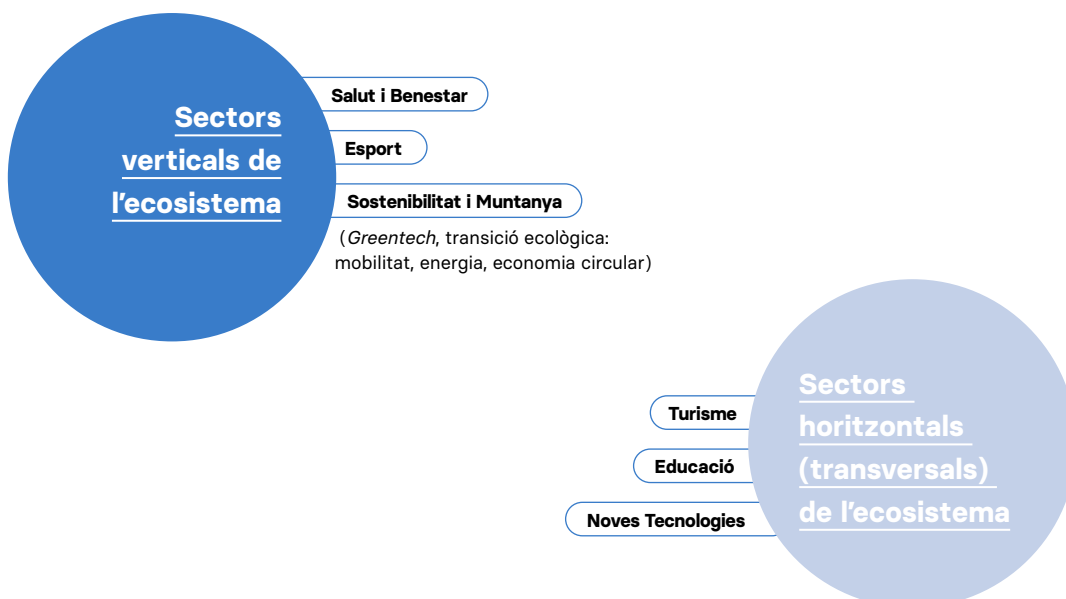 Sectors
verticals de
l’ecosistema
Salut i Benestar
Esport
Sostenibilitat i Muntanya
(Greentech, transició ecològica:
mobilitat, energia, economia circular)
Sectors
horitzontals
(transversals)
de l’ecosistema
Turisme
Educació
Noves Tecnologies